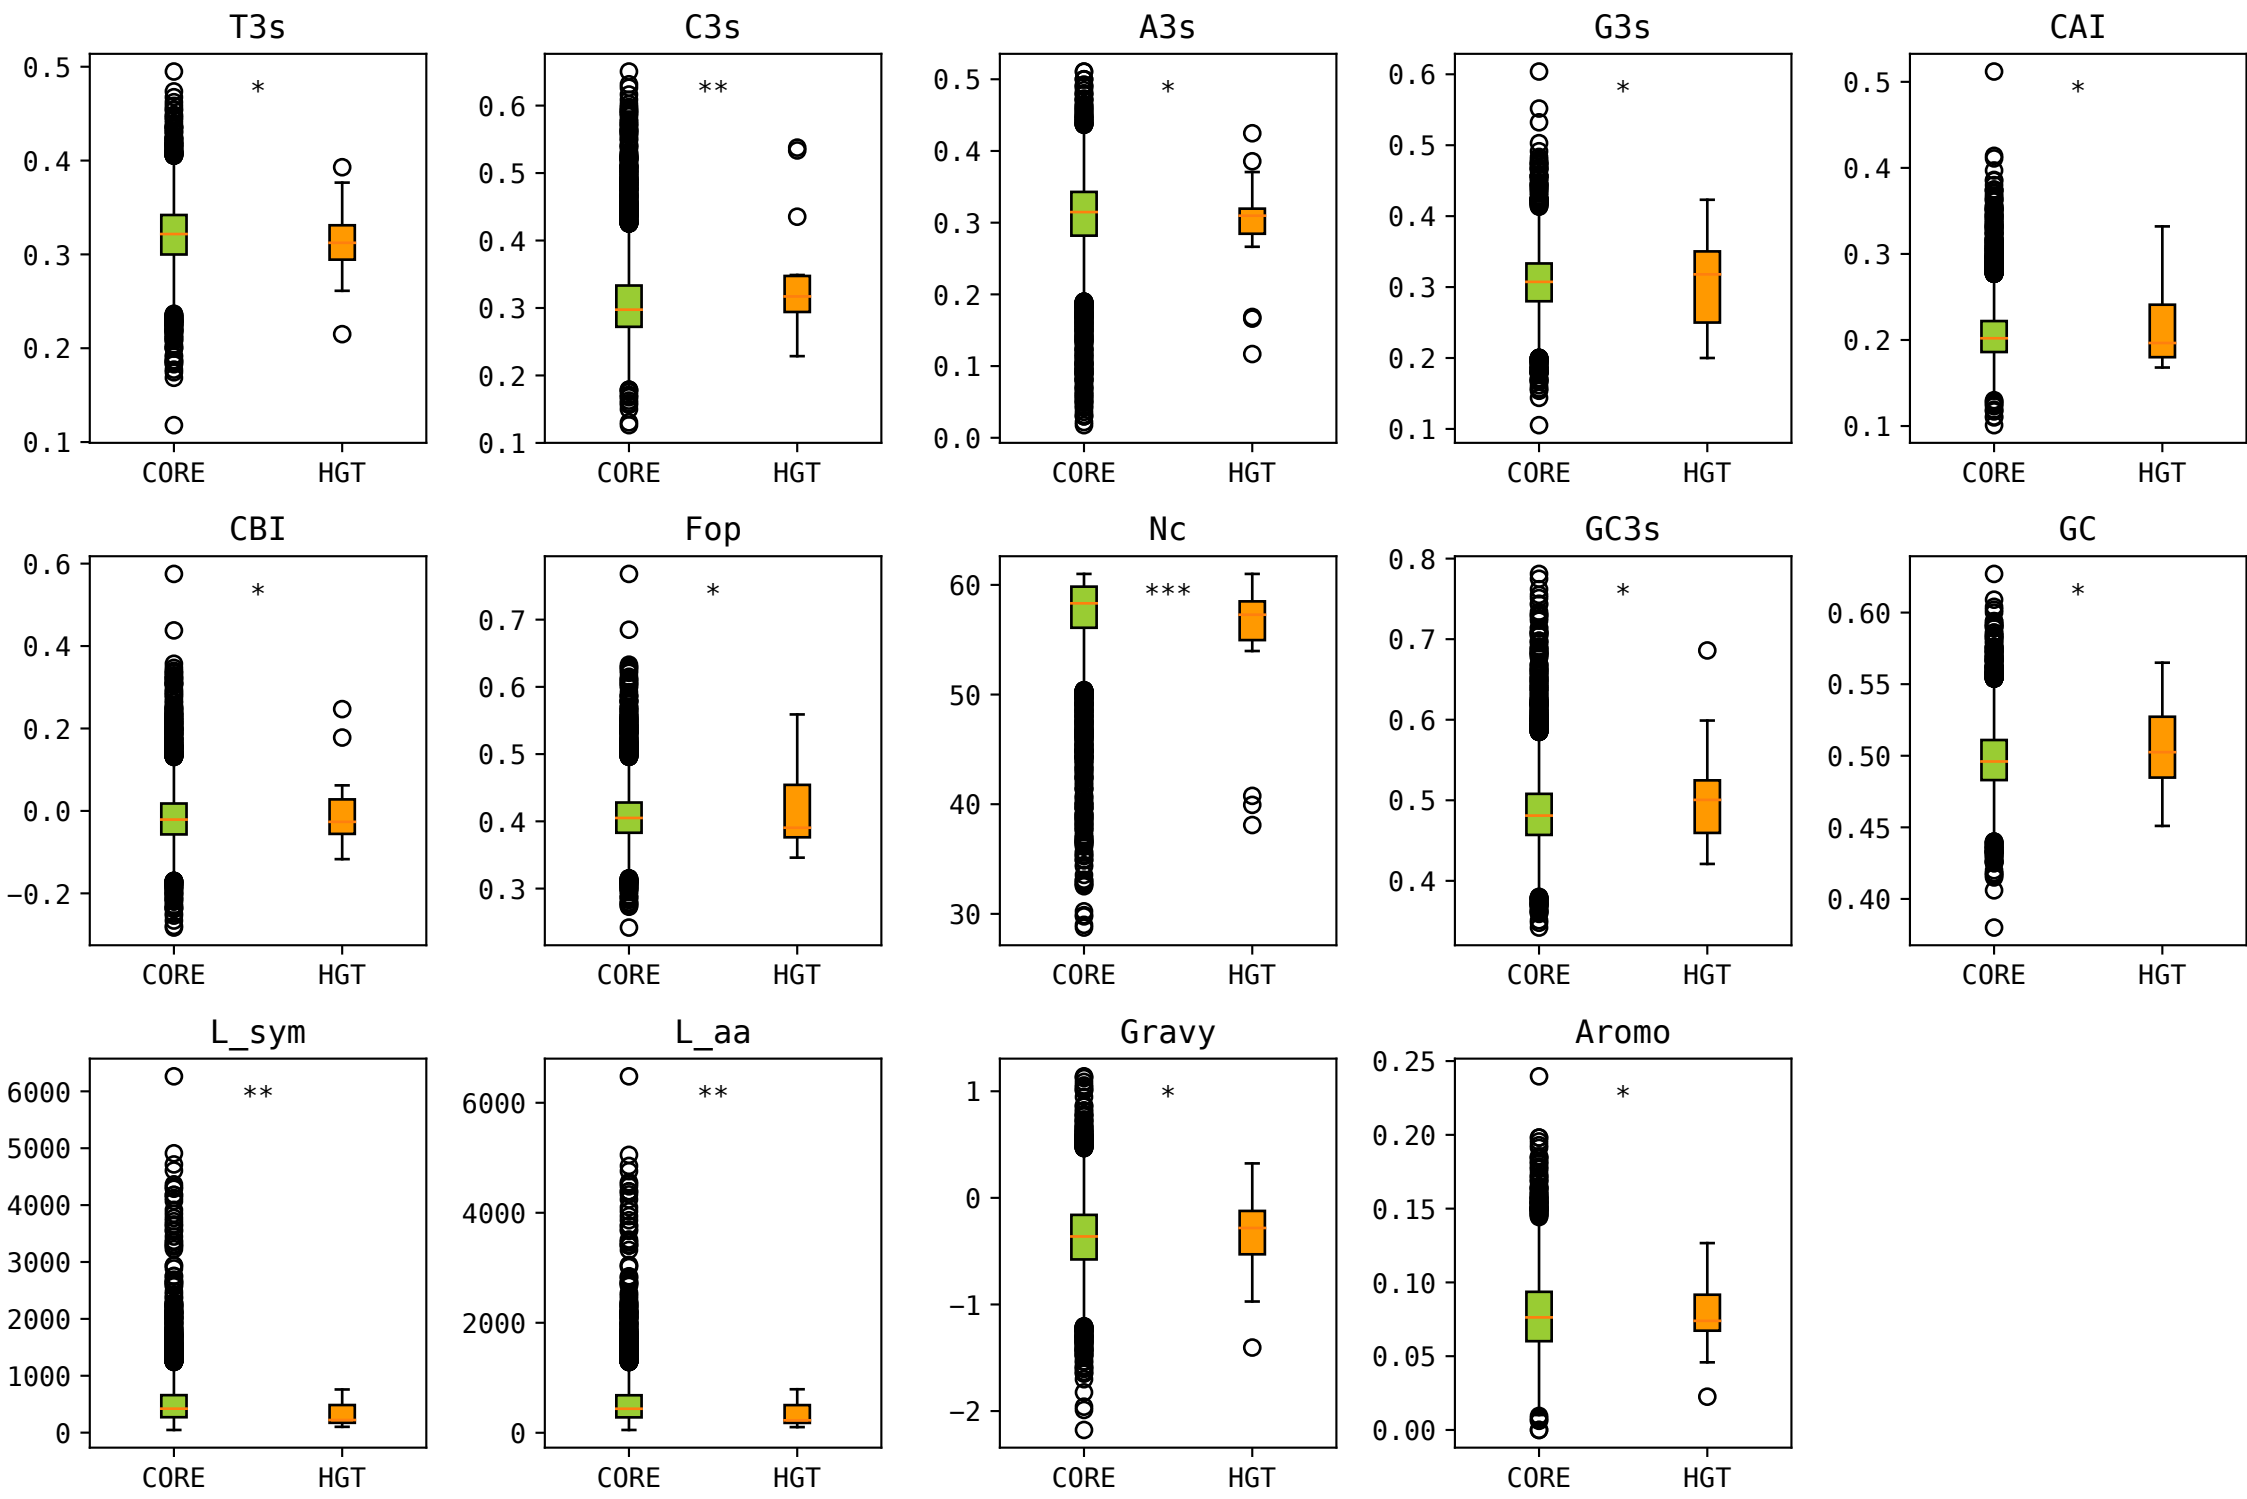 T3s
C3s
A3s
G3s
CAI
0.5
0.4
0.3
0.2
0.1
*
CORE
HGT
0.6
0.5
0.4
0.3
0.2
0.1
**
CORE
HGT
0.5
0.4
0.3
0.2
0.1
0.0
*
CORE
HGT
0.6
0.5
0.4
0.3
0.2
0.1
*
CORE
HGT
0.5
0.4
0.3
0.2
0.1
*
CORE
HGT
CBI
Fop
Nc
GC3s
GC
0.6
0.4
0.2
0.0
−0.2
*
CORE
HGT
0.7
0.6
0.5
0.4
0.3
*
CORE
HGT
60
50
40
30
***
CORE
HGT
0.8
0.7
0.6
0.5
0.4
*
CORE
HGT
0.60
0.55
0.50
0.45
0.40
*
CORE
HGT
L_sym
L_aa
Gravy
Aromo
6000
5000
4000
3000
2000
1000
0
**
CORE
HGT
6000
4000
2000
0
**
CORE
HGT
1
0
−1
−2
*
CORE
HGT
0.25
0.20
0.15
0.10
0.05
0.00
*
CORE
HGT